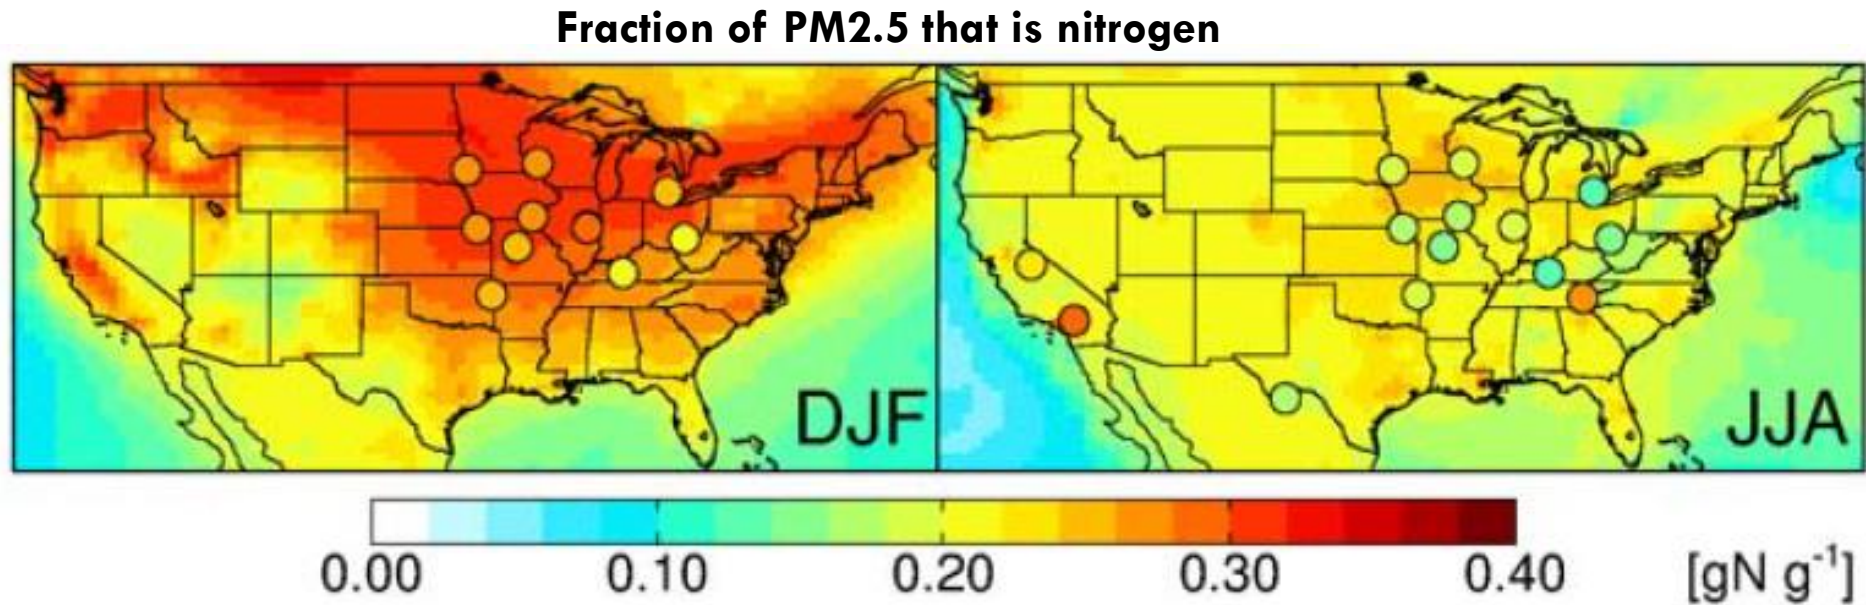 Fraction of PM2.5 that is nitrogen
DJF
JJA
0.00 0.10 0.20 0.30 0.40 [gN g⁻¹]